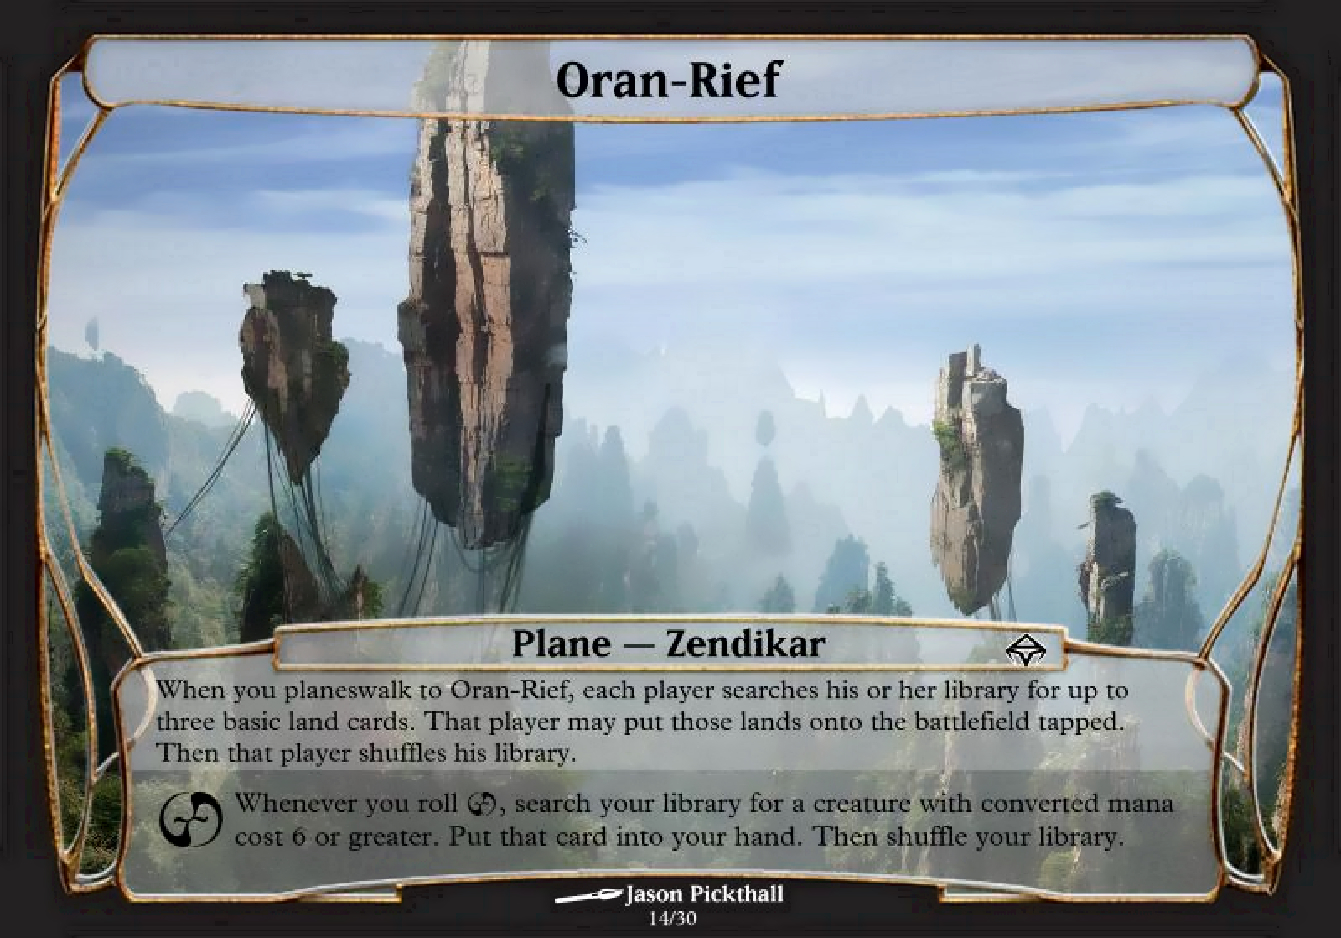 Oran-Rief
Plane — Zendikar
When you planeswalk to Oran-Rief, each player searches his or her library for up to
three basic land cards. That player may put those lands onto the battlefield tapped.
Then that player shuffles his library.
Whenever you roll , search your library for a creature with converted mana
cost 6 or greater. Put that card into your hand. Then shuffle your library.
Jason Pickthall
14/30